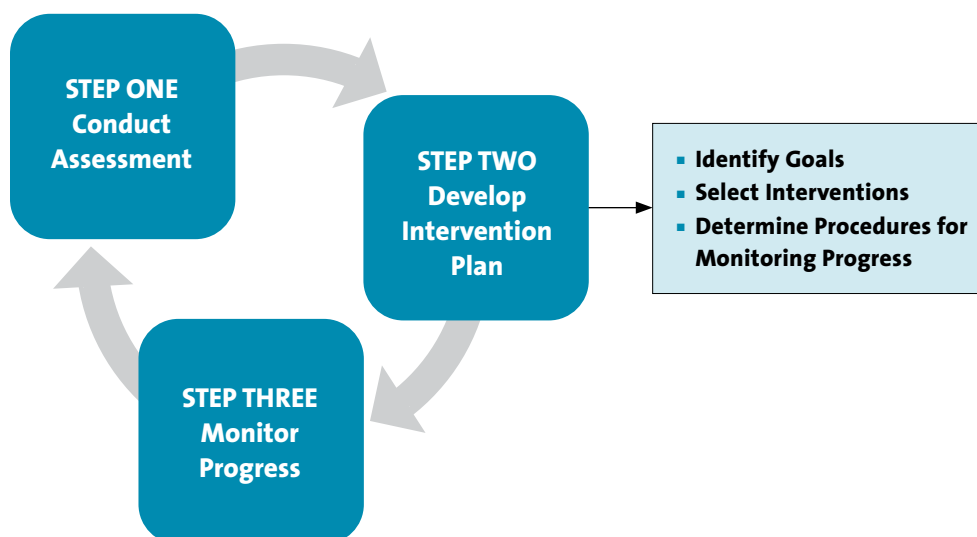 STEP ONE
Conduct
Assessment
STEP TWO
Develop
Intervention
Plan
▪ Identify Goals
▪ Select Interventions
▪ Determine Procedures for
Monitoring Progress
STEP THREE
Monitor
Progress